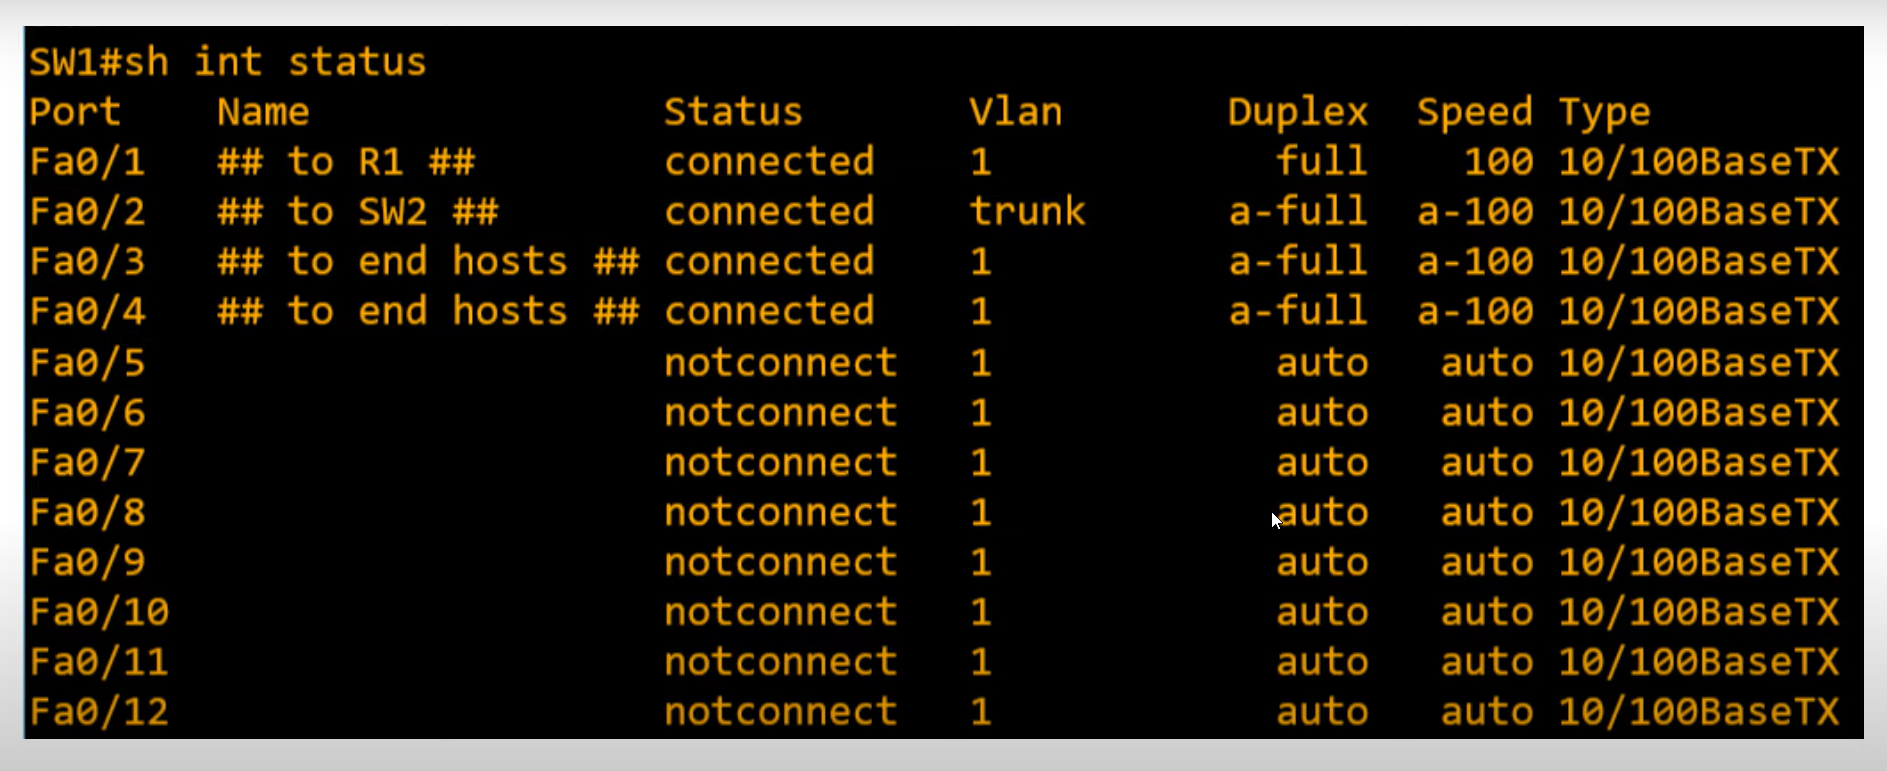 SW1#sh int status
Port Name Status Vlan Duplex Speed Type
Fa0/1 ## to R1 ## connected 1 full 100 10/100BaseTX
Fa0/2 ## to SW2 ## connected trunk a-full a-100 10/100BaseTX
Fa0/3 ## to end hosts ## connected 1 a-full a-100 10/100BaseTX
Fa0/4 ## to end hosts ## connected 1 a-full a-100 10/100BaseTX
Fa0/5 notconnect 1 auto auto 10/100BaseTX
Fa0/6 notconnect 1 auto auto 10/100BaseTX
Fa0/7 notconnect 1 auto auto 10/100BaseTX
Fa0/8 notconnect 1 auto auto 10/100BaseTX
Fa0/9 notconnect 1 auto auto 10/100BaseTX
Fa0/10 notconnect 1 auto auto 10/100BaseTX
Fa0/11 notconnect 1 auto auto 10/100BaseTX
Fa0/12 notconnect 1 auto auto 10/100BaseTX